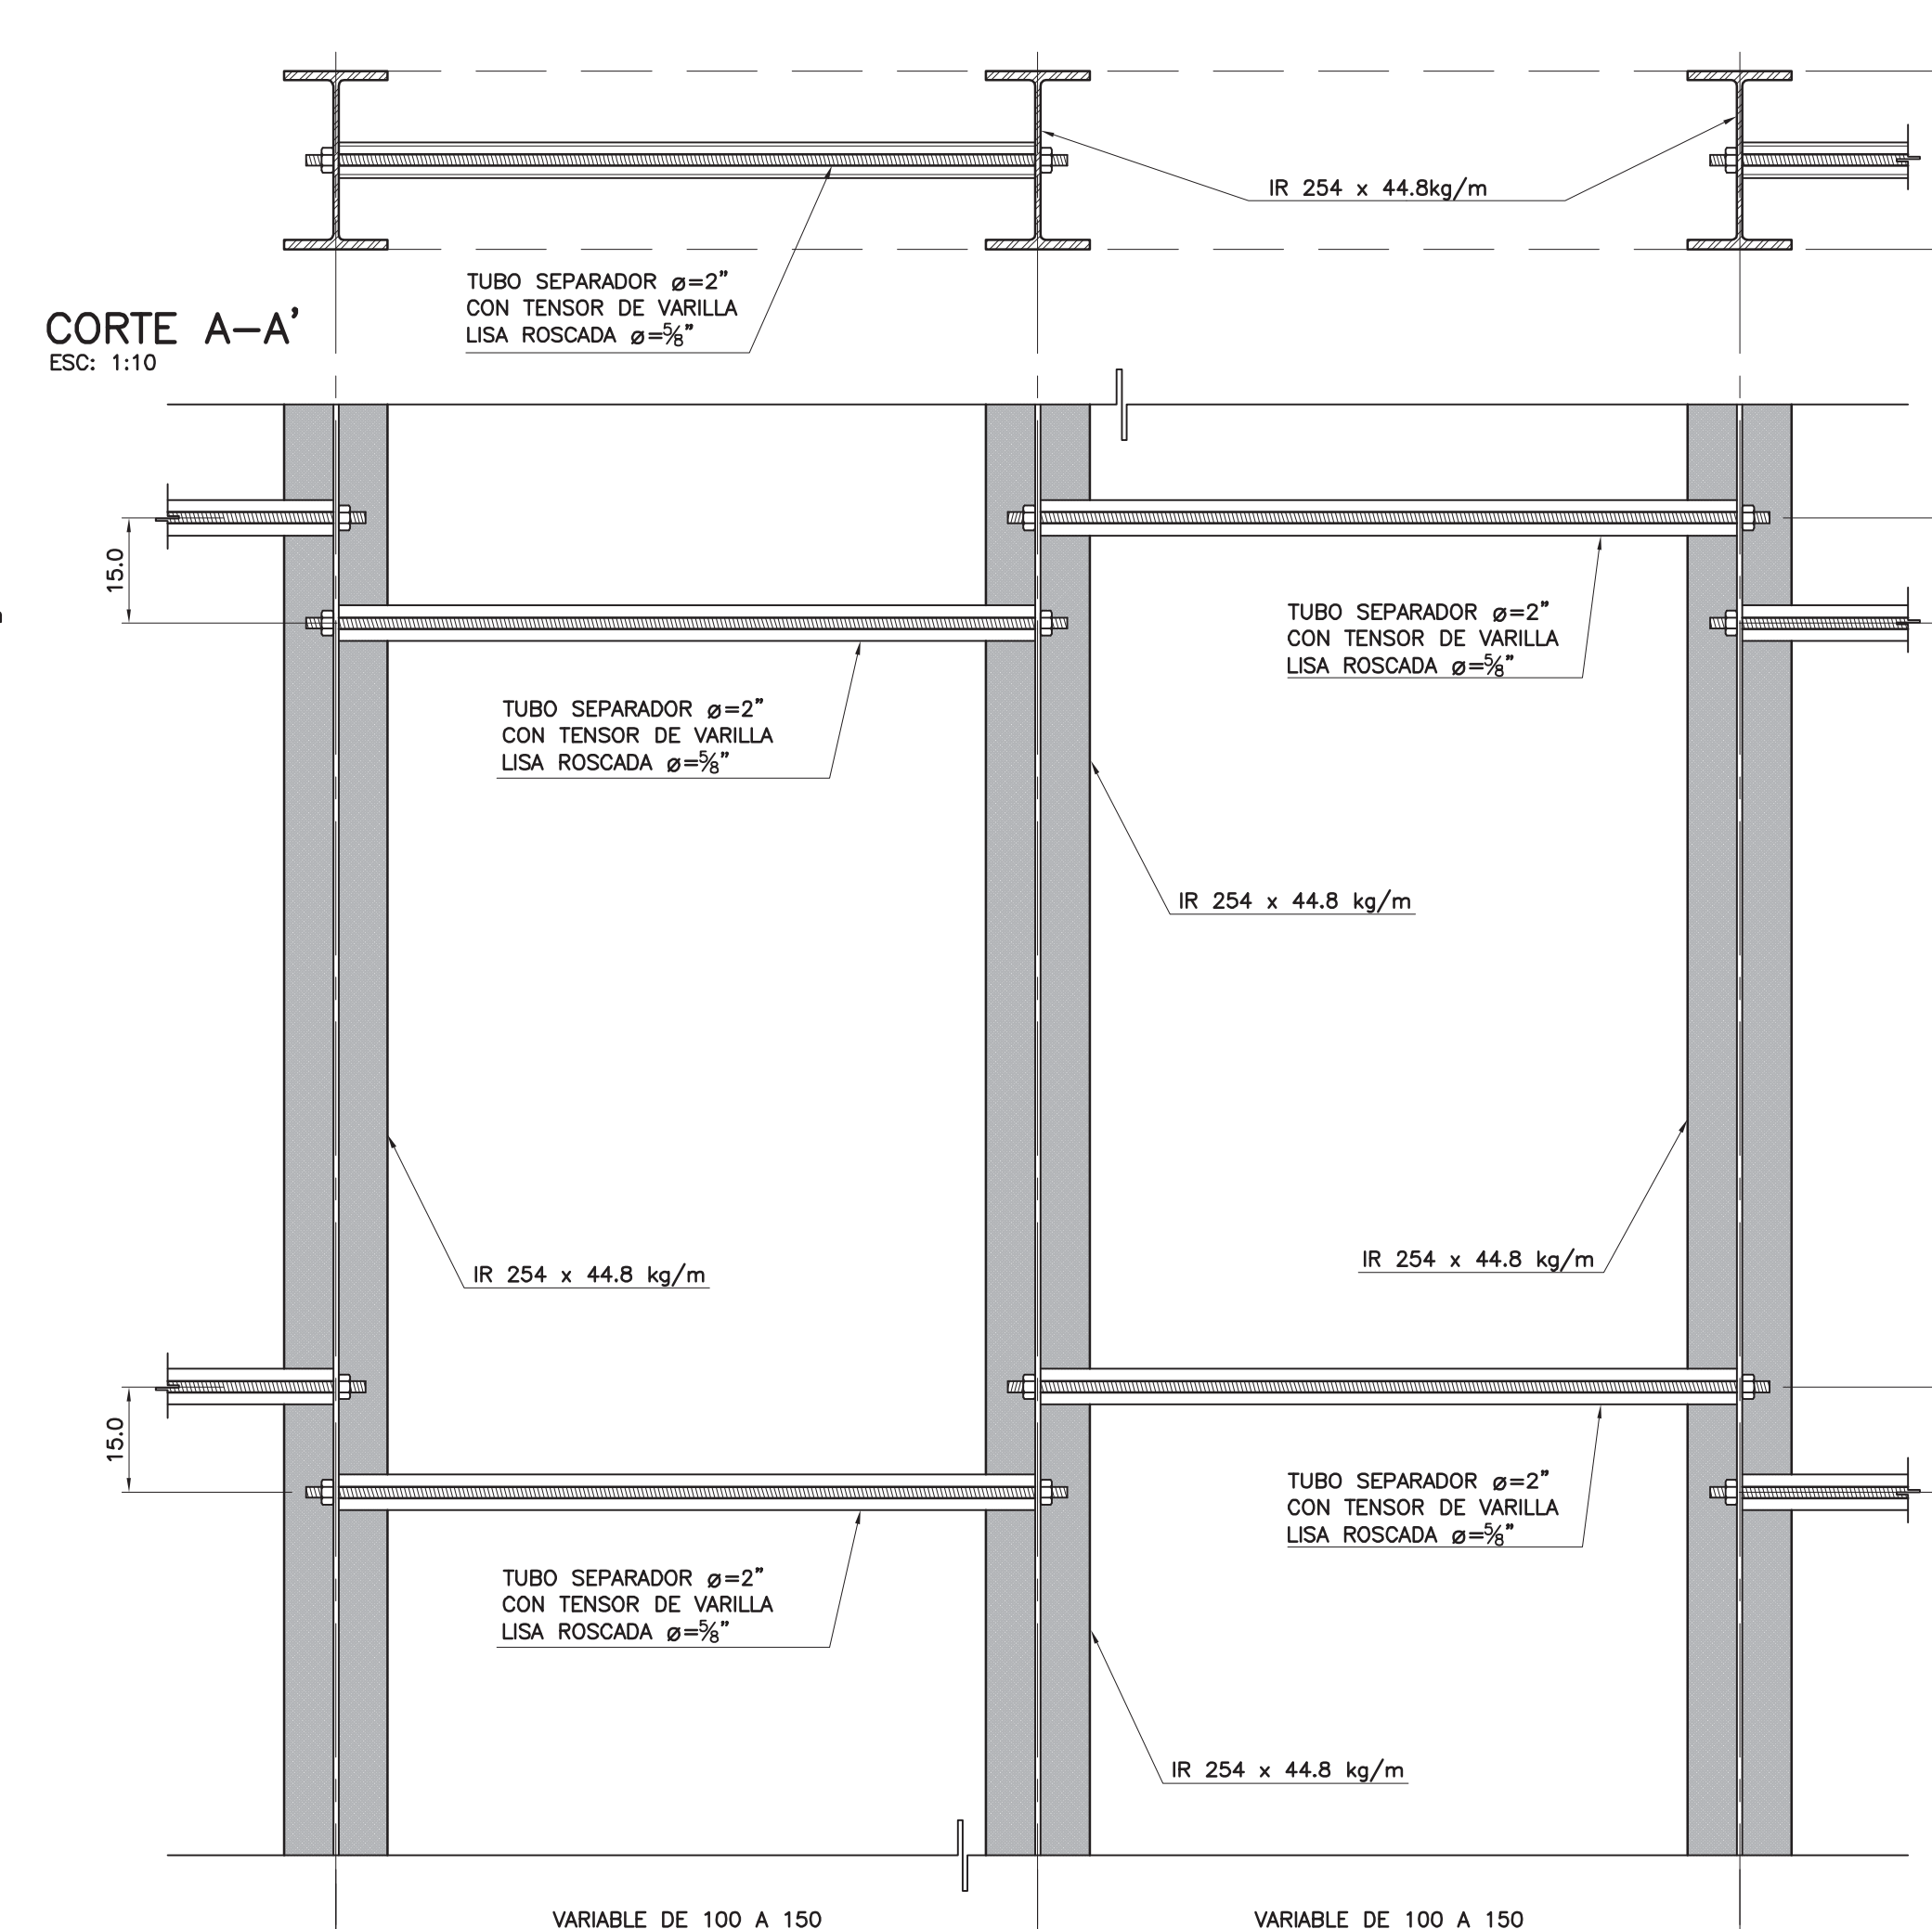 IR 254 x 44.8kg/m
TUBO SEPARADOR ø=2"
CON TENSOR DE VARILLA
LISA ROSCADA ø=⅝"
CORTE A-A'
ESC: 1:10
15.0
TUBO SEPARADOR ø=2"
CON TENSOR DE VARILLA
LISA ROSCADA ø=⅝"
TUBO SEPARADOR ø=2"
CON TENSOR DE VARILLA
LISA ROSCADA ø=⅝"
IR 254 x 44.8 kg/m
IR 254 x 44.8 kg/m
IR 254 x 44.8 kg/m
15.0
TUBO SEPARADOR ø=2"
CON TENSOR DE VARILLA
LISA ROSCADA ø=⅝"
TUBO SEPARADOR ø=2"
CON TENSOR DE VARILLA
LISA ROSCADA ø=⅝"
IR 254 x 44.8 kg/m
VARIABLE DE 100 A 150
VARIABLE DE 100 A 150